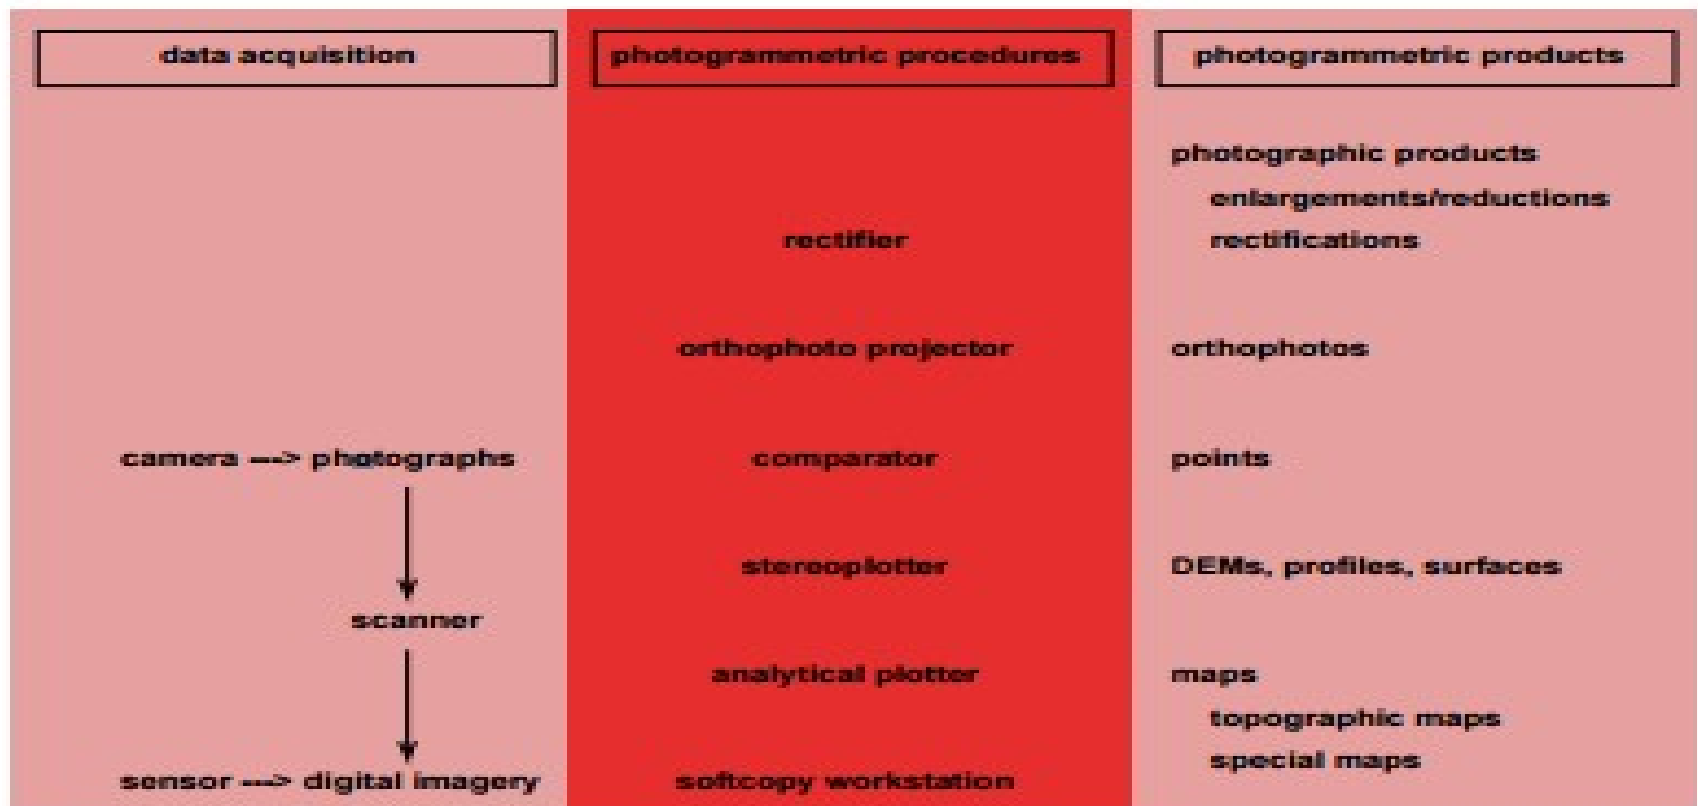 data acquisition
photogrammetric procedures
photogrammetric products
photographic products
enlargements/reductions
rectifier
rectifications
orthophoto projector
orthophotos
camera ---> photographs
comparator
points
stereoplotter
DEMs, profiles, surfaces
scanner
analytical plotter
maps
topographic maps
special maps
sensor ---> digital imagery
softcopy workstation